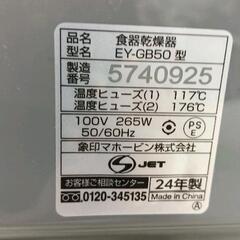 品名 食器乾燥器
型名 EY-GB50 型
製造番号 5740925
温度ヒューズ(1) 117℃
温度ヒューズ(2) 176℃
100V 265W
50/60Hz
PSE
象印マホービン株式会社
JET
お客様ご相談センター
0120-345135
24年製
Made in China
Ⓐ